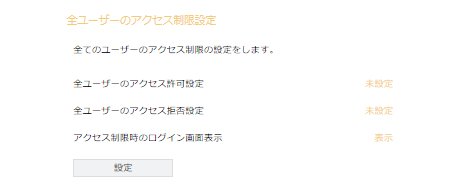 全ユーザーのアクセス制限設定
全てのユーザーのアクセス制限の設定をします。
全ユーザーのアクセス許可設定 未設定
全ユーザーのアクセス拒否設定 未設定
アクセス制限時のログイン画面表示 表示
設定